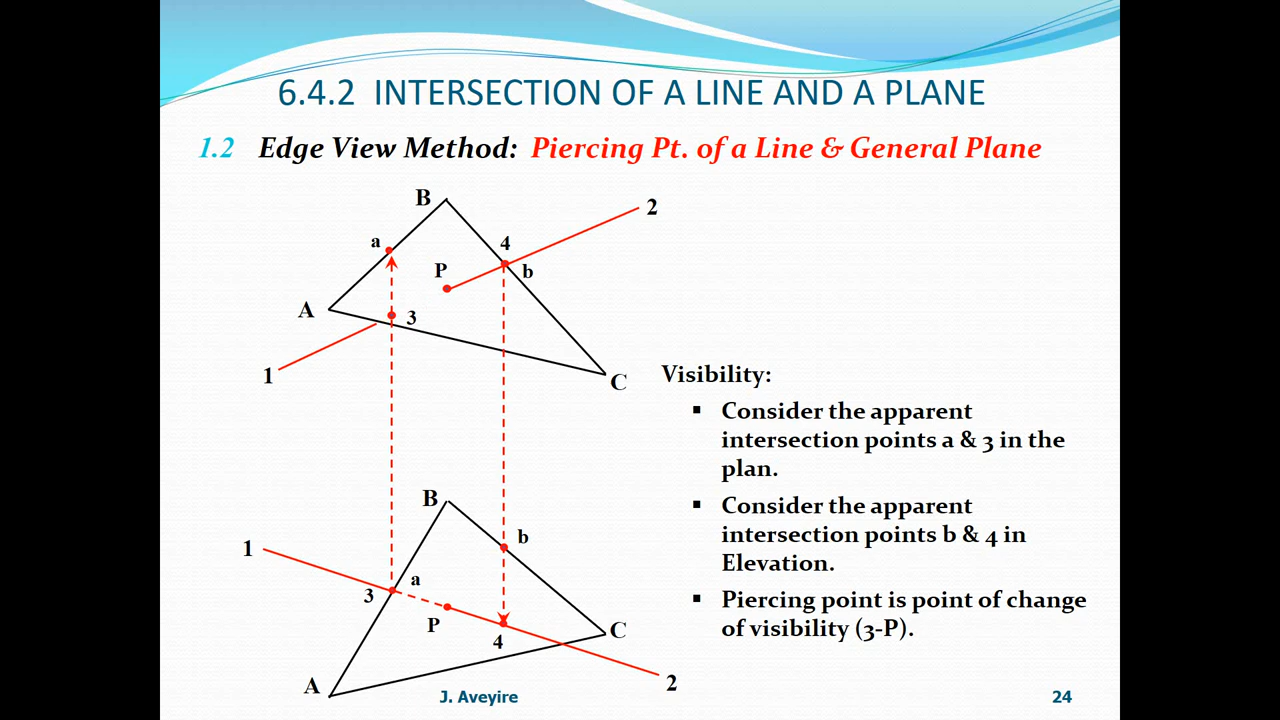 6.4.2 INTERSECTION OF A LINE AND A PLANE
1.2 Edge View Method: Piercing Pt. of a Line & General Plane
B
2
a
4
P
b
A
3
1
C
Visibility:
▪ Consider the apparent
intersection points a & 3 in the
plan.
▪ Consider the apparent
intersection points b & 4 in
Elevation.
▪ Piercing point is point of change
of visibility (3-P).
B
b
1
a
3
P
4
C
A
2
J. Aveyire
24